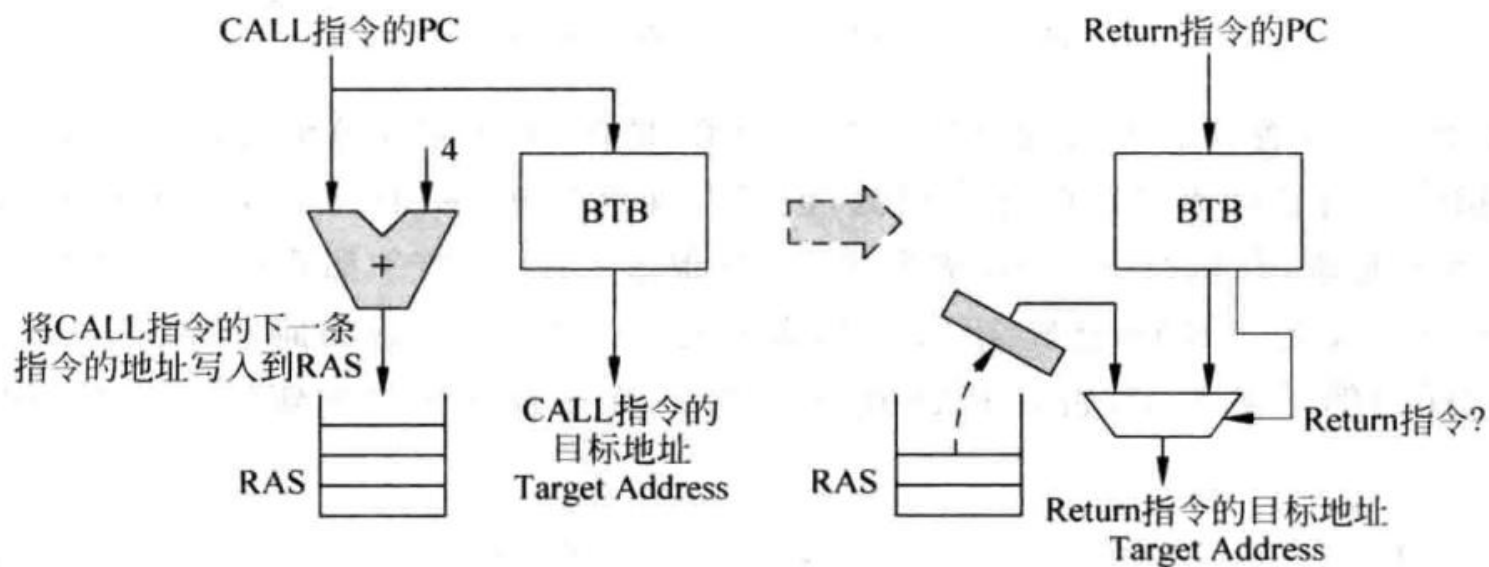 CALL指令的PC
Return指令的PC
4
BTB
BTB
+
将CALL指令的下一条
指令的地址写入到RAS
CALL指令的
目标地址
Target Address
RAS
RAS
Return指令?
Return指令的目标地址
Target Address